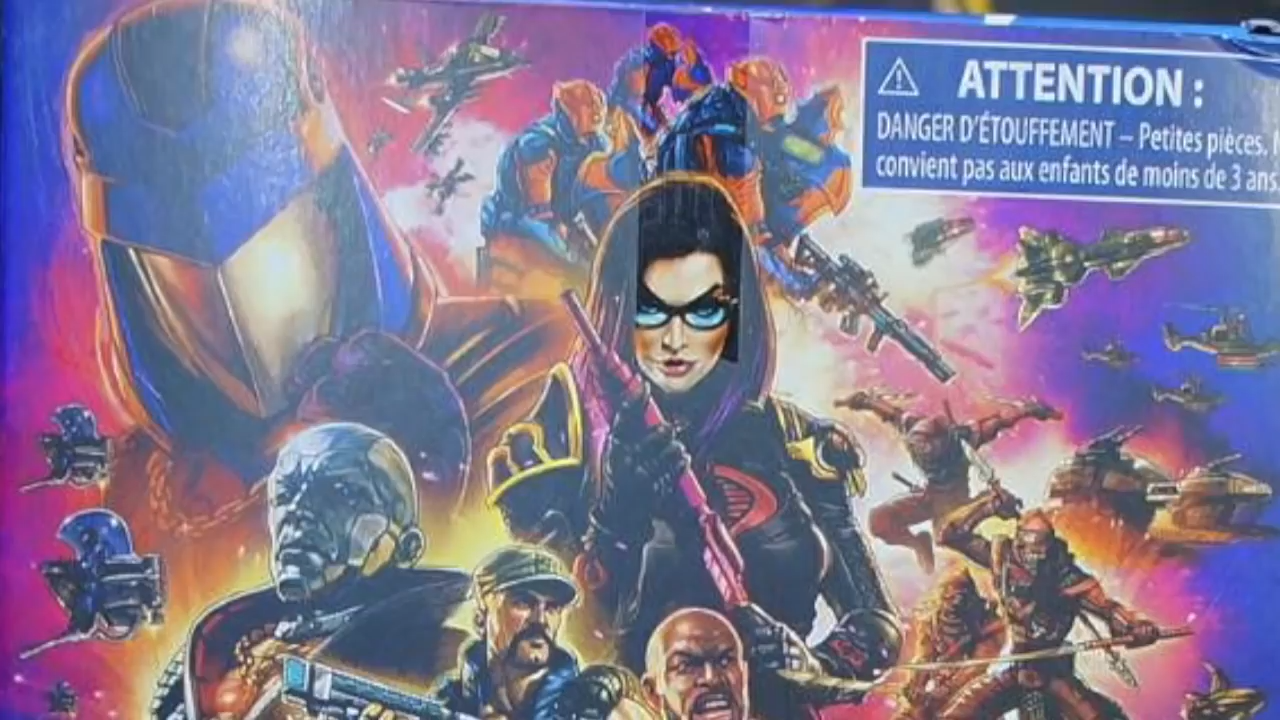 ATTENTION :
DANGER D'ÉTOUFFEMENT – Petites pièces.
convient pas aux enfants de moins de 3 ans.